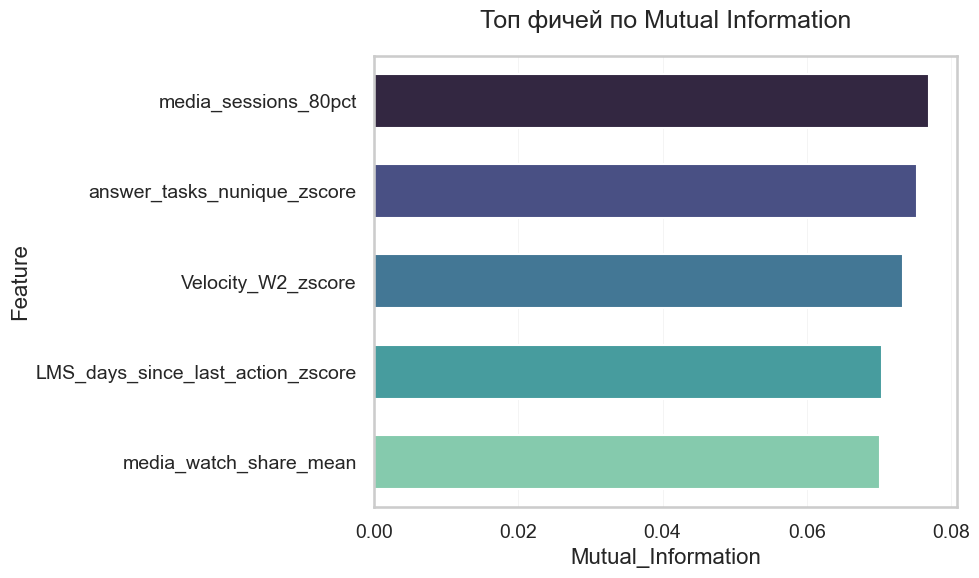 Топ фичей по Mutual Information
Feature
media_sessions_80pct
answer_tasks_nunique_zscore
Velocity_W2_zscore
LMS_days_since_last_action_zscore
media_watch_share_mean
0.00 0.02 0.04 0.06 0.08
Mutual_Information